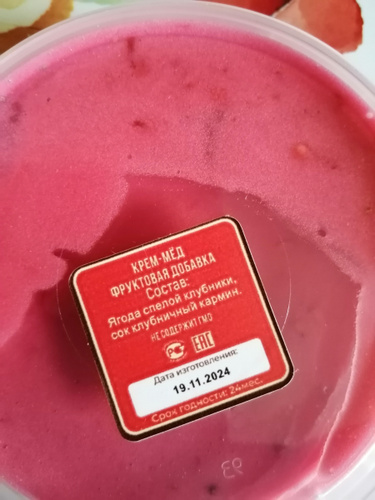 КРЕМ-МЁД
ФРУКТОВАЯ ДОБАВКА
Состав:
Ягода спелой клубники,
сок клубничный кармин.
НЕ СОДЕРЖИТ ГМО
ЕАС
Дата изготовления:
19.11.2024
Срок годности: 24мес.
93